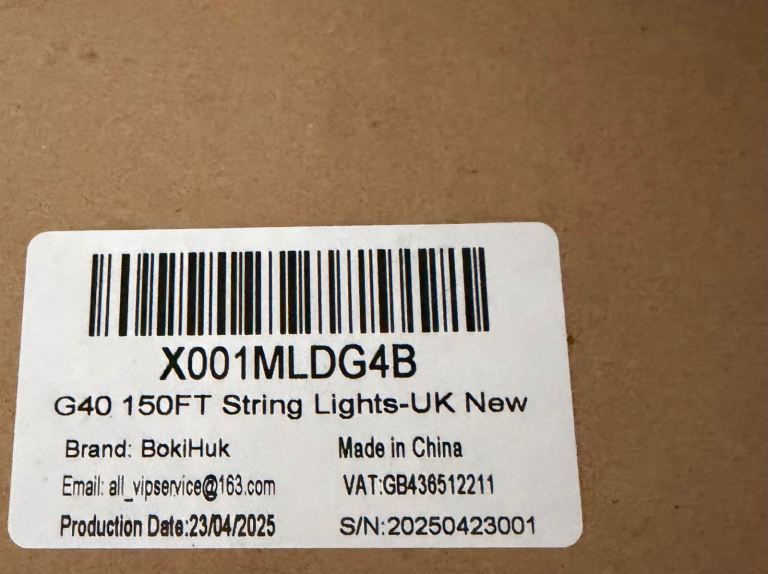 X001MLDG4B
G40 150FT String Lights-UK New
Brand: BokiHuk Made in China
Email: all_vipservice@163.com VAT:GB436512211
Production Date:23/04/2025 S/N:20250423001